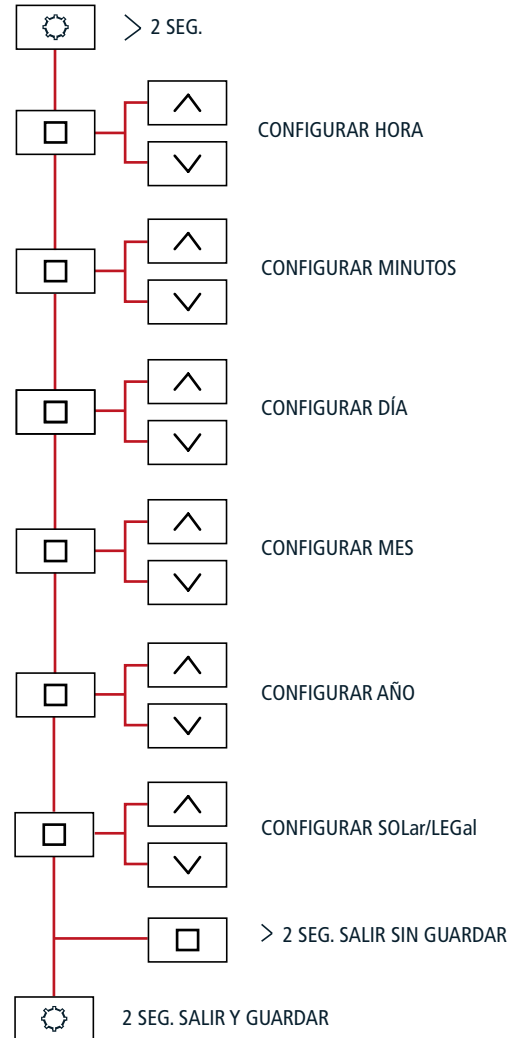 > 2 SEG.
CONFIGURAR HORA
CONFIGURAR MINUTOS
CONFIGURAR DÍA
CONFIGURAR MES
CONFIGURAR AÑO
CONFIGURAR SOLar/LEGal
> 2 SEG. SALIR SIN GUARDAR
2 SEG. SALIR Y GUARDAR